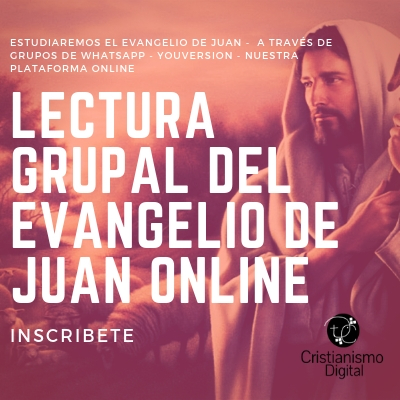 ESTUDIAREMOS EL EVANGELIO DE JUAN - A TRAVÉS DE
GRUPOS DE WHATSAPP - YOUVERSION - NUESTRA
PLATAFORMA ONLINE
LECTURA
GRUPAL DEL
EVANGELIO DE
JUAN ONLINE
INSCRIBETE
Cristianismo
Digital